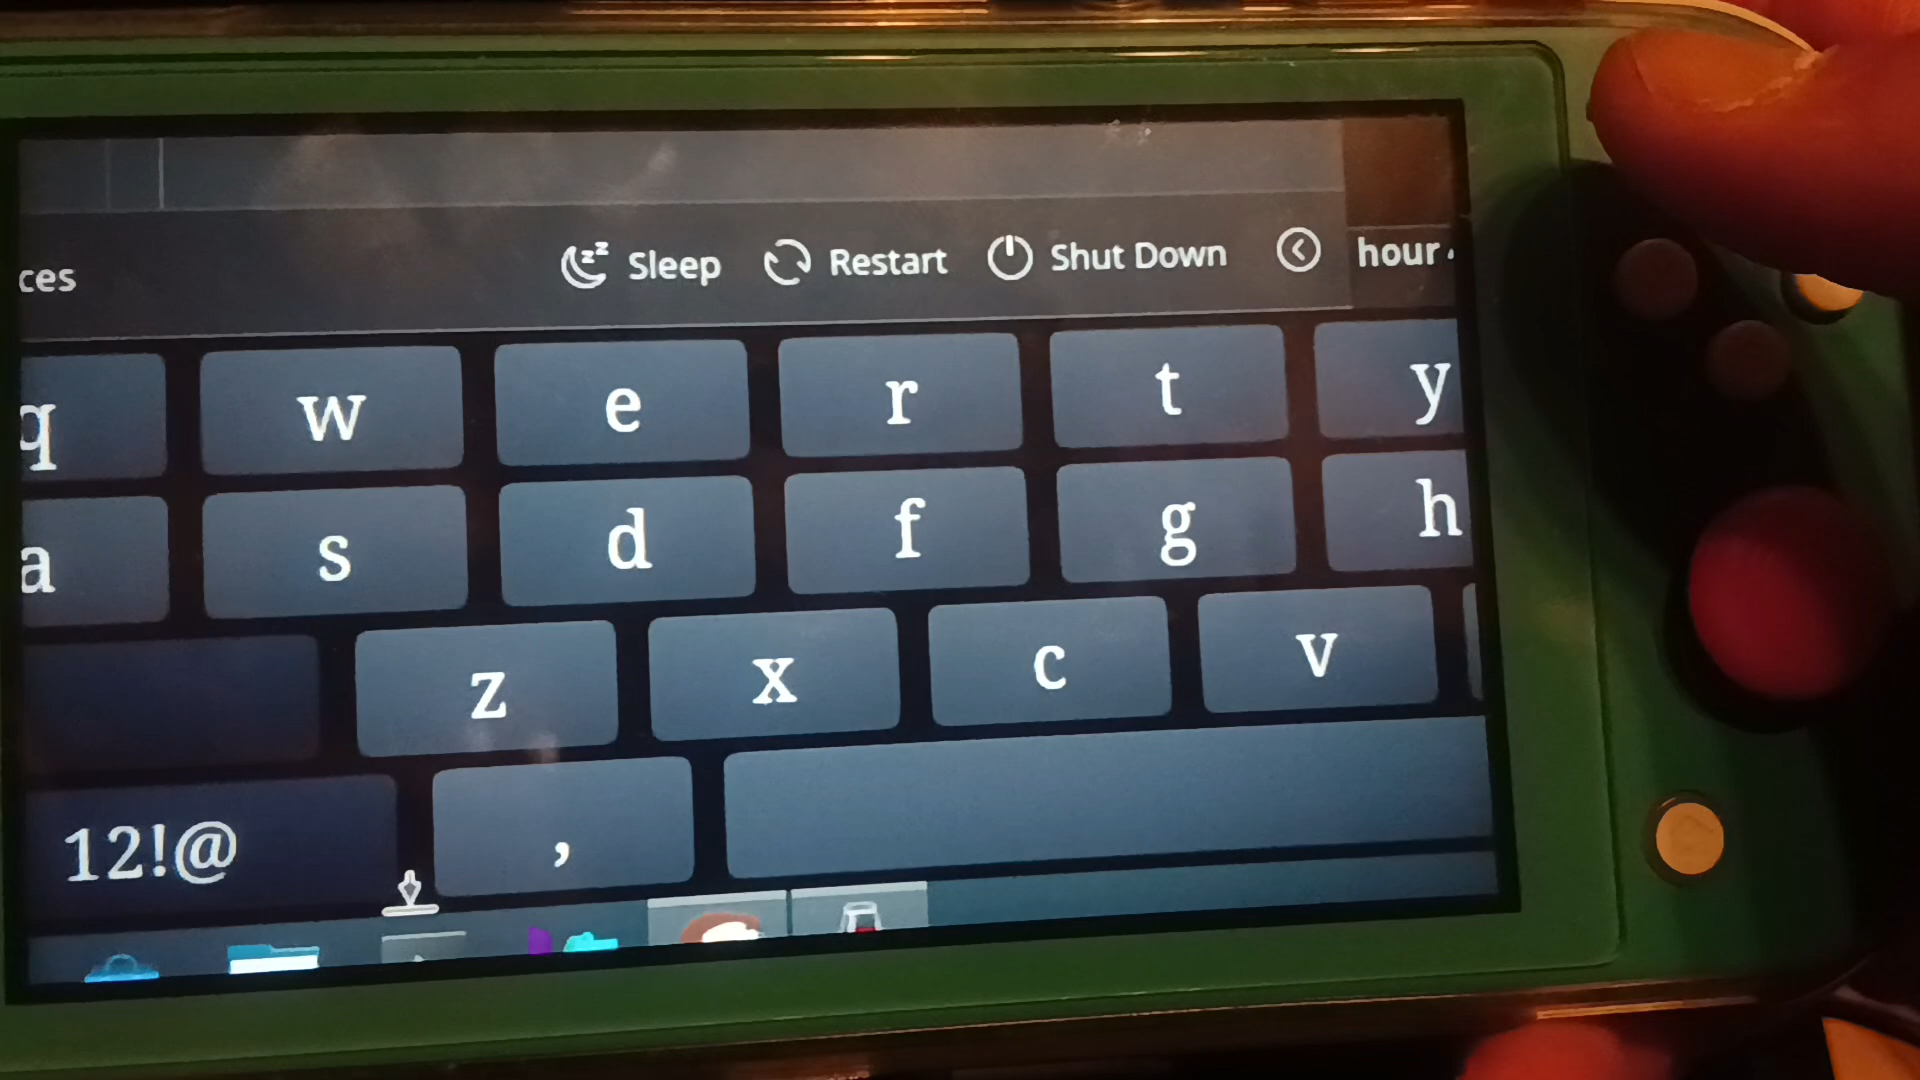 ces Sleep Restart Shut Down hour
q w e r t y
a s d f g h
z x c v
12!@ ,